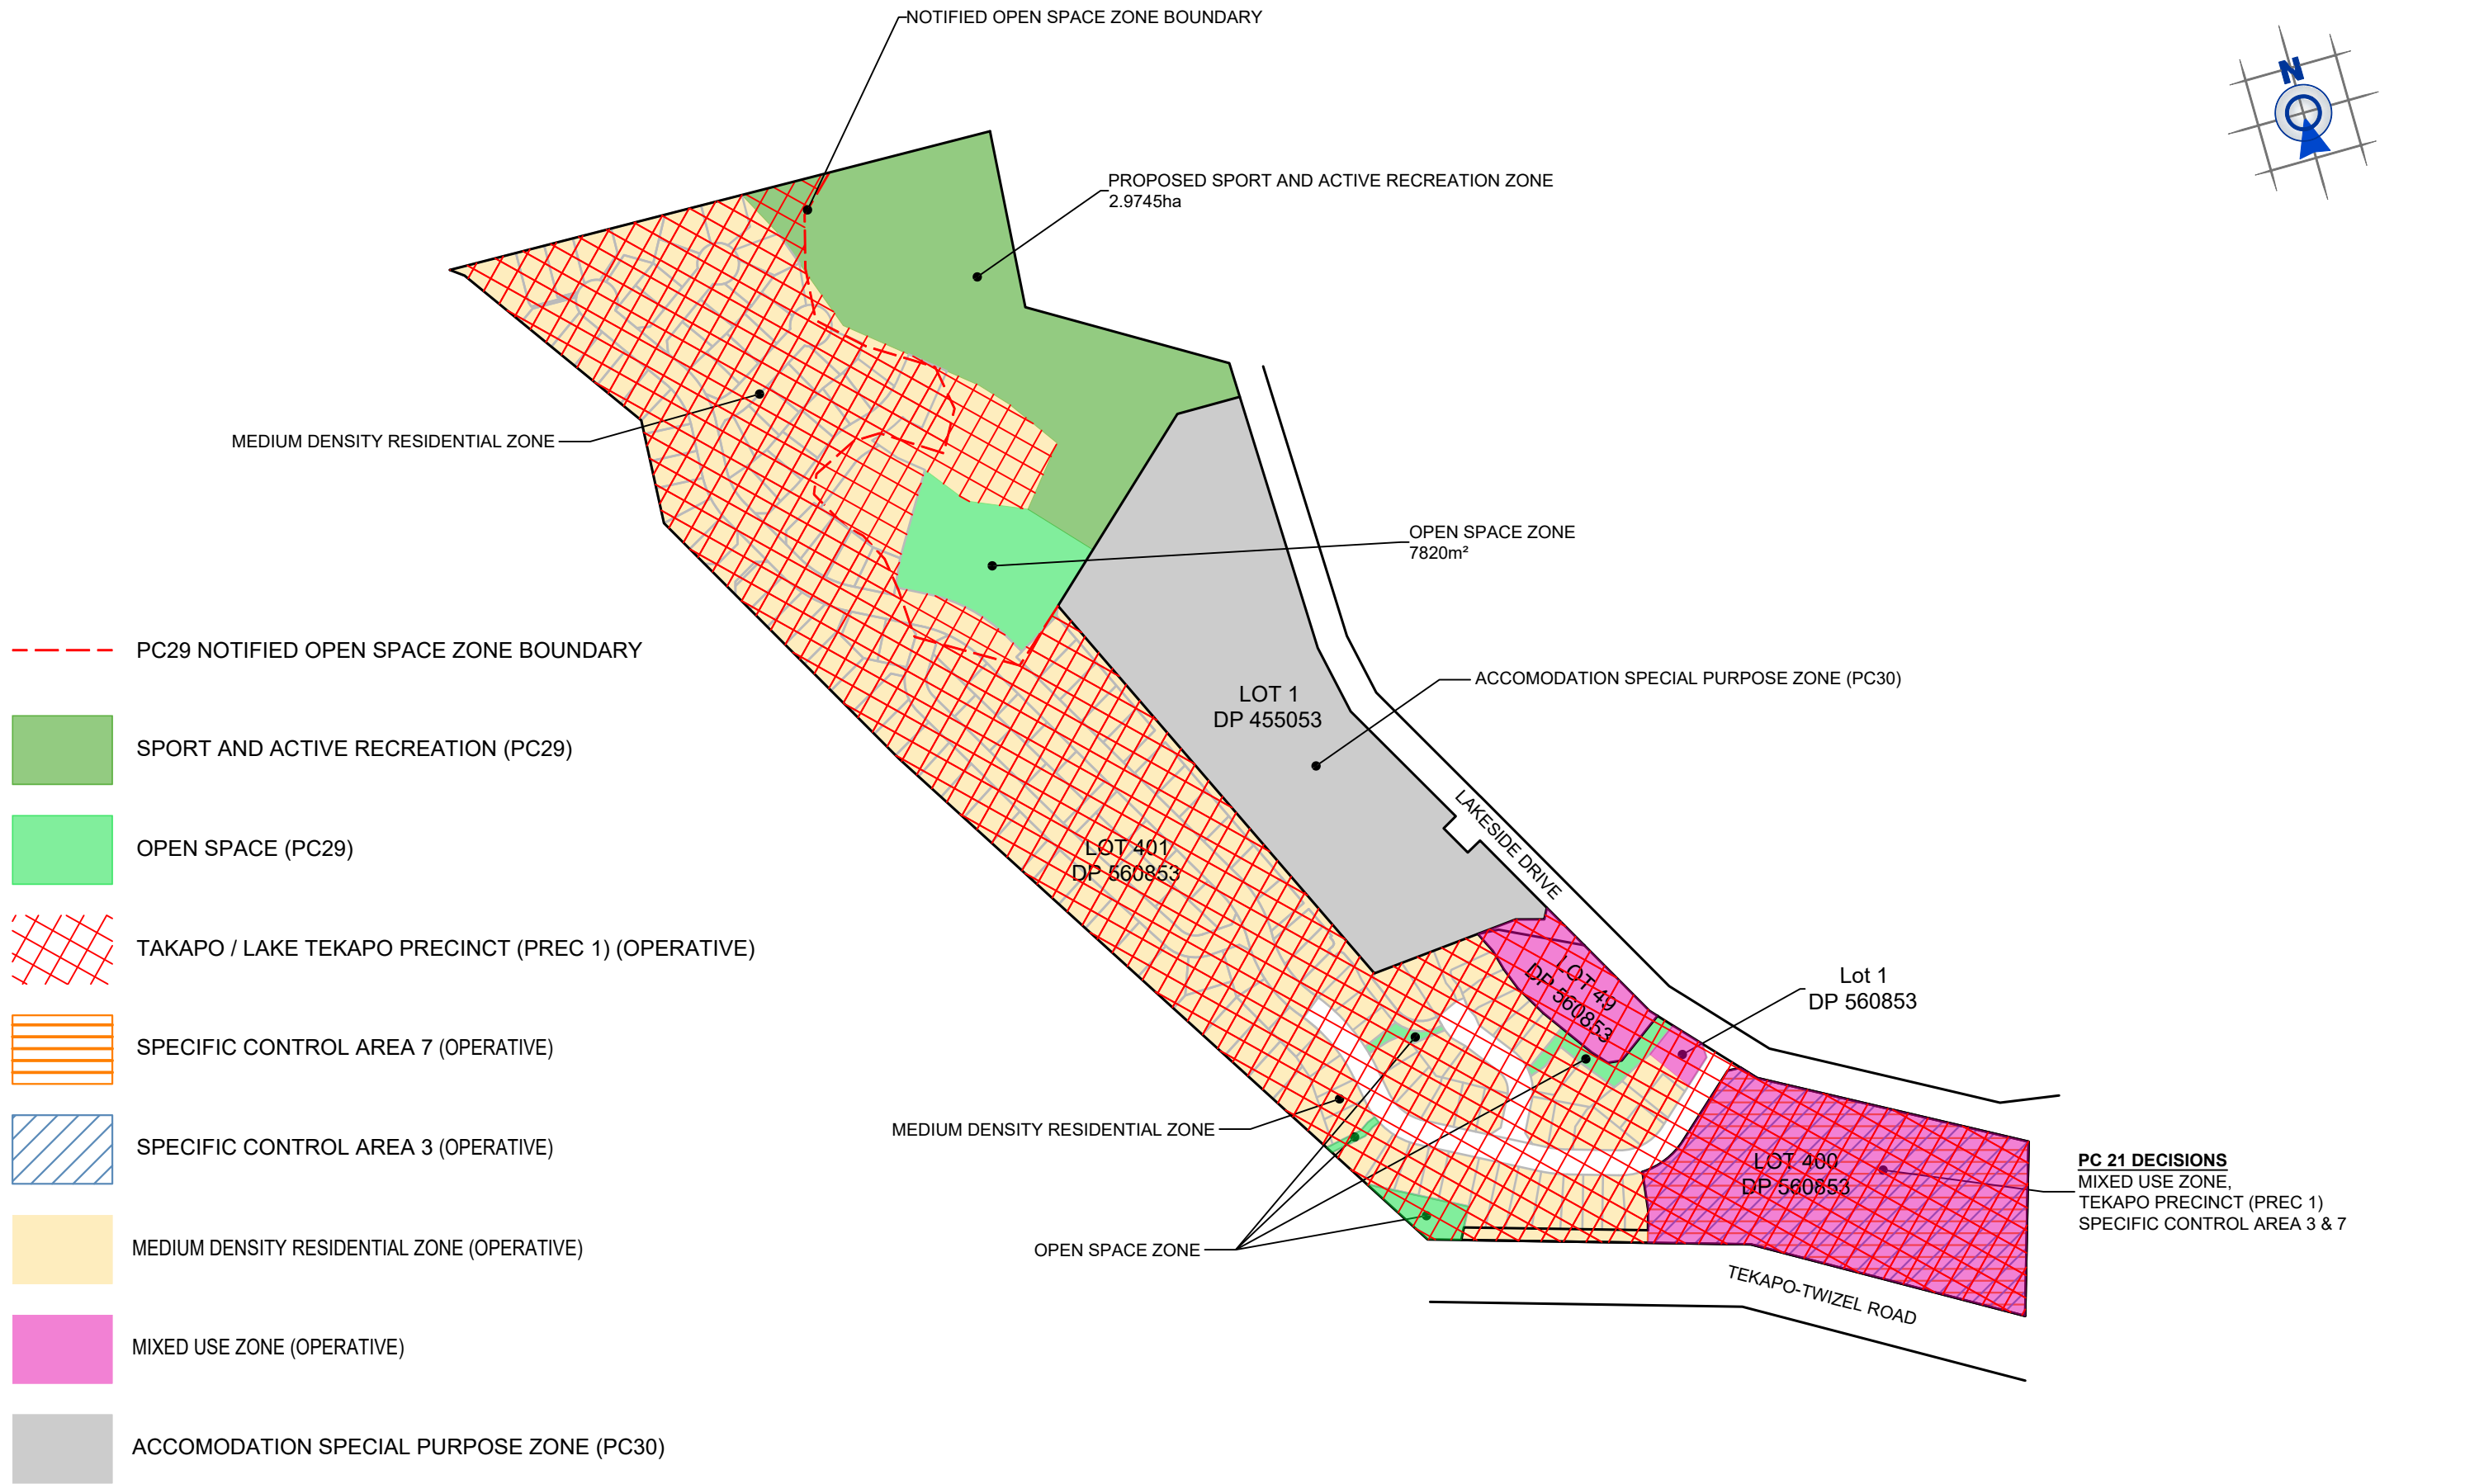 NOTIFIED OPEN SPACE ZONE BOUNDARY
N
PROPOSED SPORT AND ACTIVE RECREATION ZONE
2.9745ha
MEDIUM DENSITY RESIDENTIAL ZONE
OPEN SPACE ZONE
7820m²
PC29 NOTIFIED OPEN SPACE ZONE BOUNDARY
SPORT AND ACTIVE RECREATION (PC29)
OPEN SPACE (PC29)
TAKAPO / LAKE TEKAPO PRECINCT (PREC 1) (OPERATIVE)
SPECIFIC CONTROL AREA 7 (OPERATIVE)
SPECIFIC CONTROL AREA 3 (OPERATIVE)
MEDIUM DENSITY RESIDENTIAL ZONE (OPERATIVE)
MIXED USE ZONE (OPERATIVE)
ACCOMODATION SPECIAL PURPOSE ZONE (PC30)
ACCOMODATION SPECIAL PURPOSE ZONE (PC30)
LOT 1
DP 455053
LAKESIDE DRIVE
LOT 401
DP 560853
LOT 49
DP 560853
Lot 1
DP 560853
MEDIUM DENSITY RESIDENTIAL ZONE
LOT 400
DP 560853
PC 21 DECISIONS
MIXED USE ZONE,
TEKAPO PRECINCT (PREC 1)
SPECIFIC CONTROL AREA 3 & 7
OPEN SPACE ZONE
TEKAPO-TWIZEL ROAD